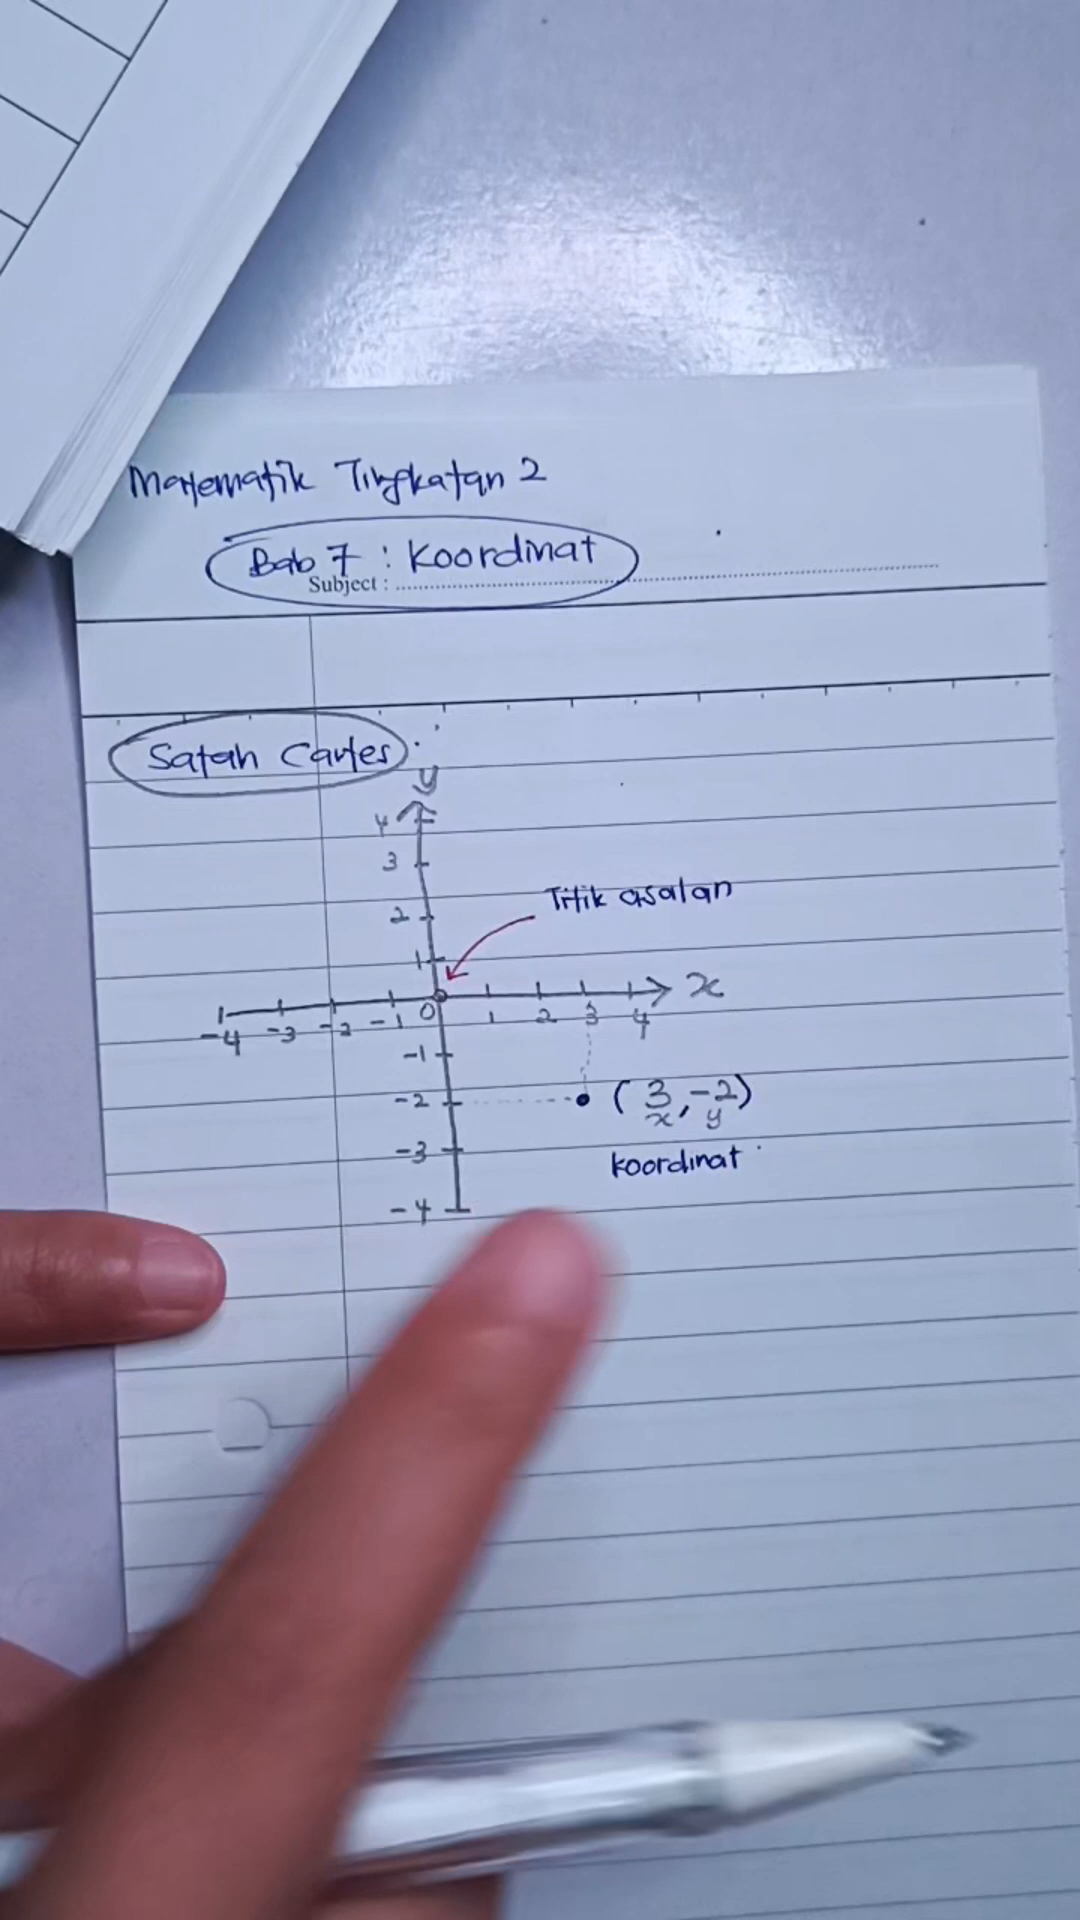 Matematik Tingkatan 2
Bab 7 : Koordinat
Subject :
Satah Cartes
y
4
3
2
1
Titik asalan
x
-4 -3 -2 -1 0 1 2 3 4
-1
-2
(3, -2)
x y
-3
koordinat
-4